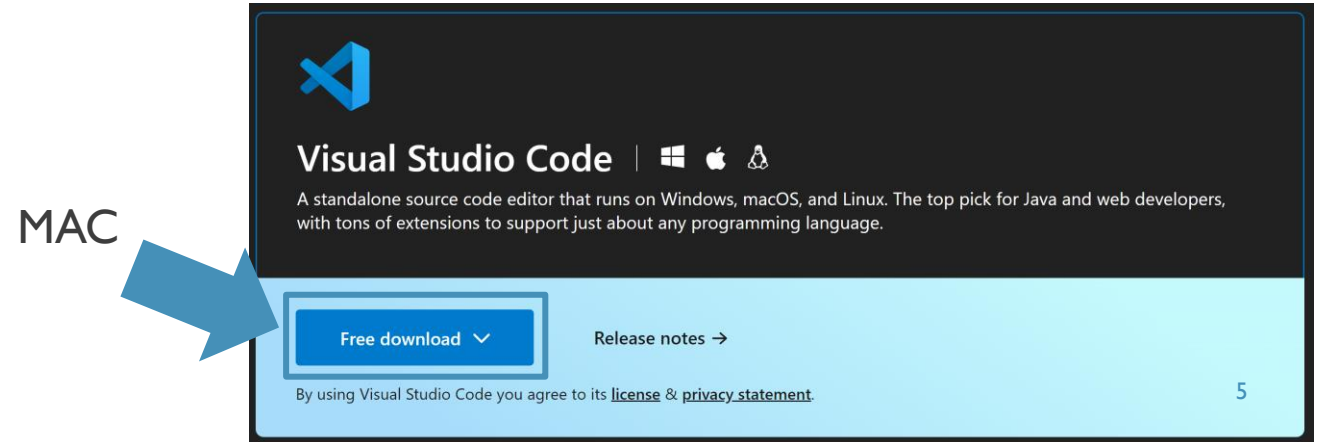 MAC
Visual Studio Code
A standalone source code editor that runs on Windows, macOS, and Linux. The top pick for Java and web developers,
with tons of extensions to support just about any programming language.
Free download
Release notes →
By using Visual Studio Code you agree to its license & privacy statement.
5